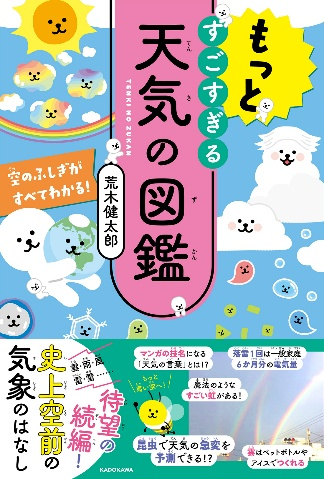 もっと
すごすぎる
天気の図鑑
てんき
ずかん
TENKI NO ZUKAN
荒木健太郎
空のふしぎが
すべてわかる!
待望の
続編!
史上空前の
気象のはなし
マンガの技名になる
「天気の言葉」とは!?
落雷1回は一般家庭
6か月分の電気量
魔法のような
すごい虹がある!
昆虫で天気の急変を
予測できる!?
雲はペットボトルや
アイスでつくれる
KADOKAWA